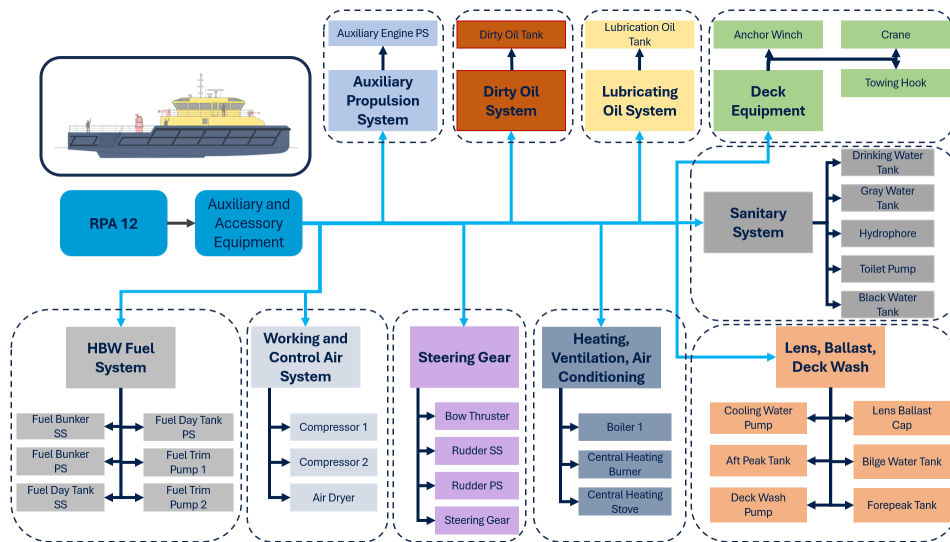 Auxiliary Engine PS
Auxiliary
Propulsion
System
Dirty Oil Tank
Dirty Oil
System
Lubrication Oil
Tank
Lubricating
Oil System
Anchor Winch
Crane
Towing Hook
Deck
Equipment
RPA 12
Auxiliary and
Accessory
Equipment
Sanitary
System
Drinking Water
Tank
Gray Water
Tank
Hydrophore
Toilet Pump
Black Water
Tank
HBW Fuel
System
Fuel Bunker
SS
Fuel Day Tank
PS
Fuel Bunker
PS
Fuel Trim
Pump 1
Fuel Day Tank
SS
Fuel Trim
Pump 2
Working and
Control Air
System
Compressor 1
Compressor 2
Air Dryer
Steering Gear
Bow Thruster
Rudder SS
Rudder PS
Steering Gear
Heating,
Ventilation, Air
Conditioning
Boiler 1
Central Heating
Burner
Central Heating
Stove
Lens, Ballast,
Deck Wash
Cooling Water
Pump
Lens Ballast
Cap
Aft Peak Tank
Bilge Water Tank
Deck Wash
Pump
Forepeak Tank